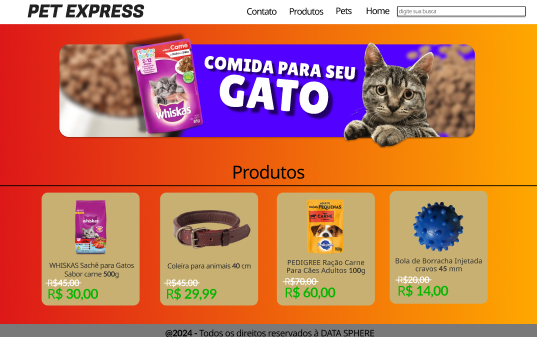 PET EXPRESS
Contato Produtos Pets Home
digite sua busca
Carne
whiskas
COMIDA PARA SEU
GATO
Produtos
whiskas
WHISKAS Sachê para Gatos
Sabor carne 500g
R$45,00
R$ 30,00
Coleira para animais 40 cm
R$45,00
R$ 29,99
Pedigree
PEDIGREE Ração Carne
Para Cães Adultos 100g
R$70,00
R$ 60,00
Bola de Borracha Injetada
cravos 45 mm
R$20,00
R$ 14,00
@2024 - Todos os direitos reservados à DATA SPHERE